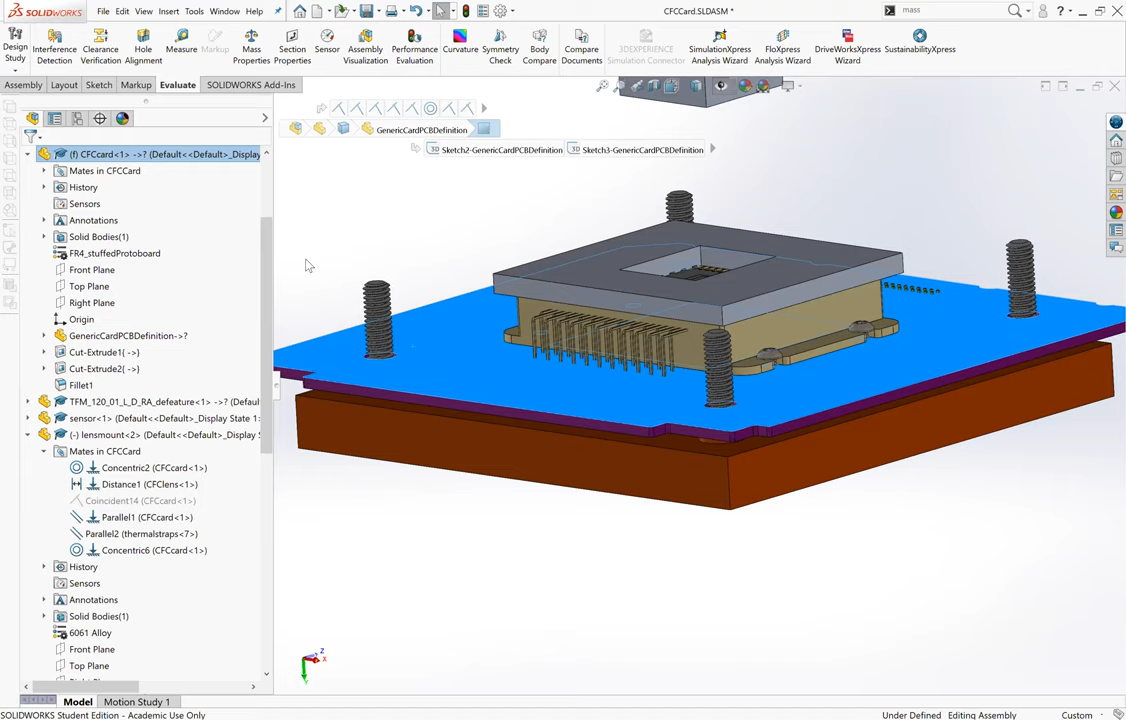 SOLIDWORKS File Edit View Insert Tools Window Help CFCCard.SLDASM * mass
Design Study
Interference Detection
Clearance Verification
Hole Alignment
Measure
Markup
Mass Properties
Section Properties
Sensor
Assembly Visualization
Performance Evaluation
Curvature
Symmetry Check
Body Compare
Compare Documents
3DEXPERIENCE Simulation Connector
SimulationXpress Analysis Wizard
FloXpress Analysis Wizard
DriveWorksXpress Wizard
SustainabilityXpress
Assembly Layout Sketch Markup Evaluate SOLIDWORKS Add-Ins
GenericCardPCBDefinition
Sketch2-GenericCardPCBDefinition Sketch3-GenericCardPCBDefinition
(f) CFCcard<1> ->? (Default<<Default>_Display
Mates in CFCCard
History
Sensors
Annotations
Solid Bodies(1)
FR4_stuffedProtoboard
Front Plane
Top Plane
Right Plane
Origin
GenericCardPCBDefinition->?
Cut-Extrude1( ->)
Cut-Extrude2( ->)
Fillet1
TFM_120_01_L_D_RA_defeature<1> ->? (Defau
sensor<1> (Default<<Default>_Display State 1:
(-) lensmount<2> (Default<<Default>_Display S
Mates in CFCCard
Concentric2 (CFCcard<1>)
Distance1 (CFClens<1>)
Coincident14 (CFCcard<1>)
Parallel1 (CFCcard<1>)
Parallel2 (thermalstraps<7>)
Concentric6 (CFCcard<1>)
History
Sensors
Annotations
Solid Bodies(1)
6061 Alloy
Front Plane
Top Plane
Z
X
Model Motion Study 1
SOLIDWORKS Student Edition - Academic Use Only Under Defined Editing Assembly Custom